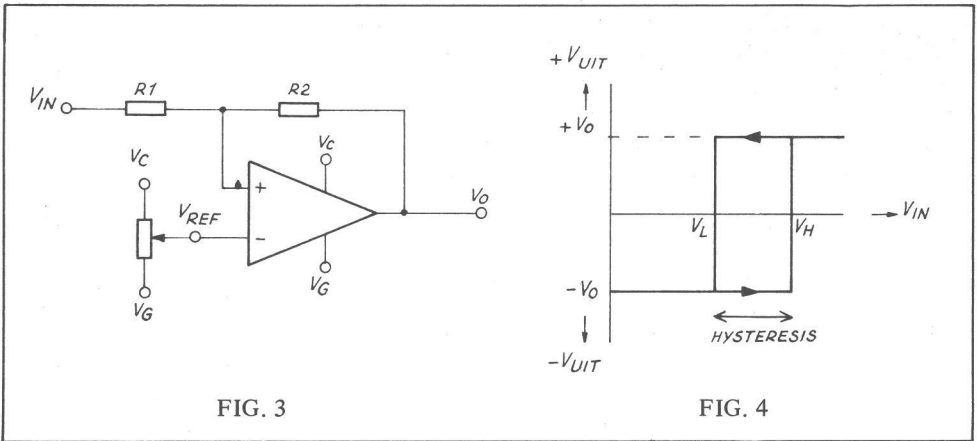 V_IN
R1
R2
V_C
V_C
V_REF
+
−
V_O
V_G
V_G
FIG. 3
+V_UIT
+V_O
V_L
V_H
V_IN
−V_O
HYSTERESIS
−V_UIT
FIG. 4